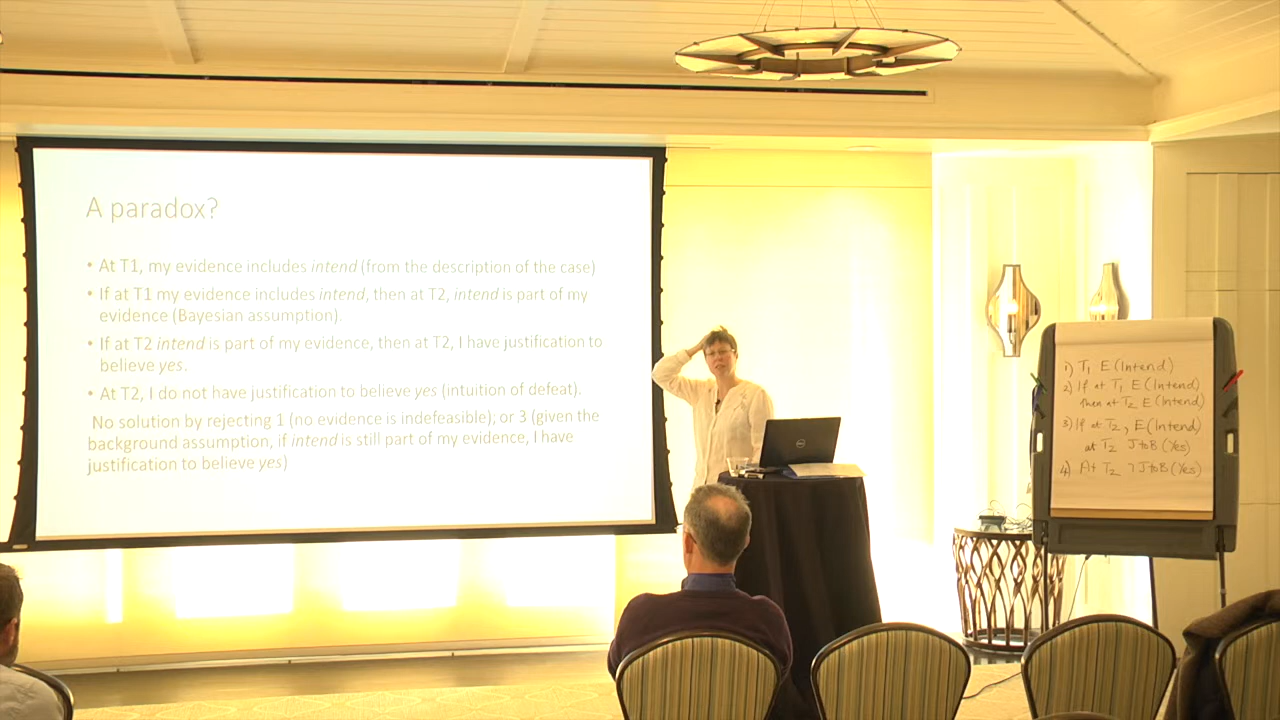 A paradox?
• At T1, my evidence includes intend (from the description of the case)
• If at T1 my evidence includes intend, then at T2, intend is part of my
evidence (Bayesian assumption).
• If at T2 intend is part of my evidence, then at T2, I have justification to
believe yes.
• At T2, I do not have justification to believe yes (intuition of defeat).
No solution by rejecting 1 (no evidence is indefeasible); or 3 (given the
background assumption, if intend is still part of my evidence, I have
justification to believe yes)
DELL
1) T1 E(Intend)
2) If at T1 E(Intend)
then at T2 E(Intend)
3) If at T2, E(Intend)
at T2 JtoB(Yes)
4) At T2 ¬JtoB(Yes)